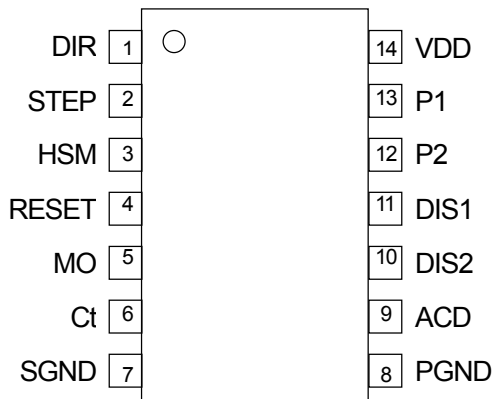 DIR 1 14 VDD
STEP 2 13 P1
HSM 3 12 P2
RESET 4 11 DIS1
MO 5 10 DIS2
Ct 6 9 ACD
SGND 7 8 PGND